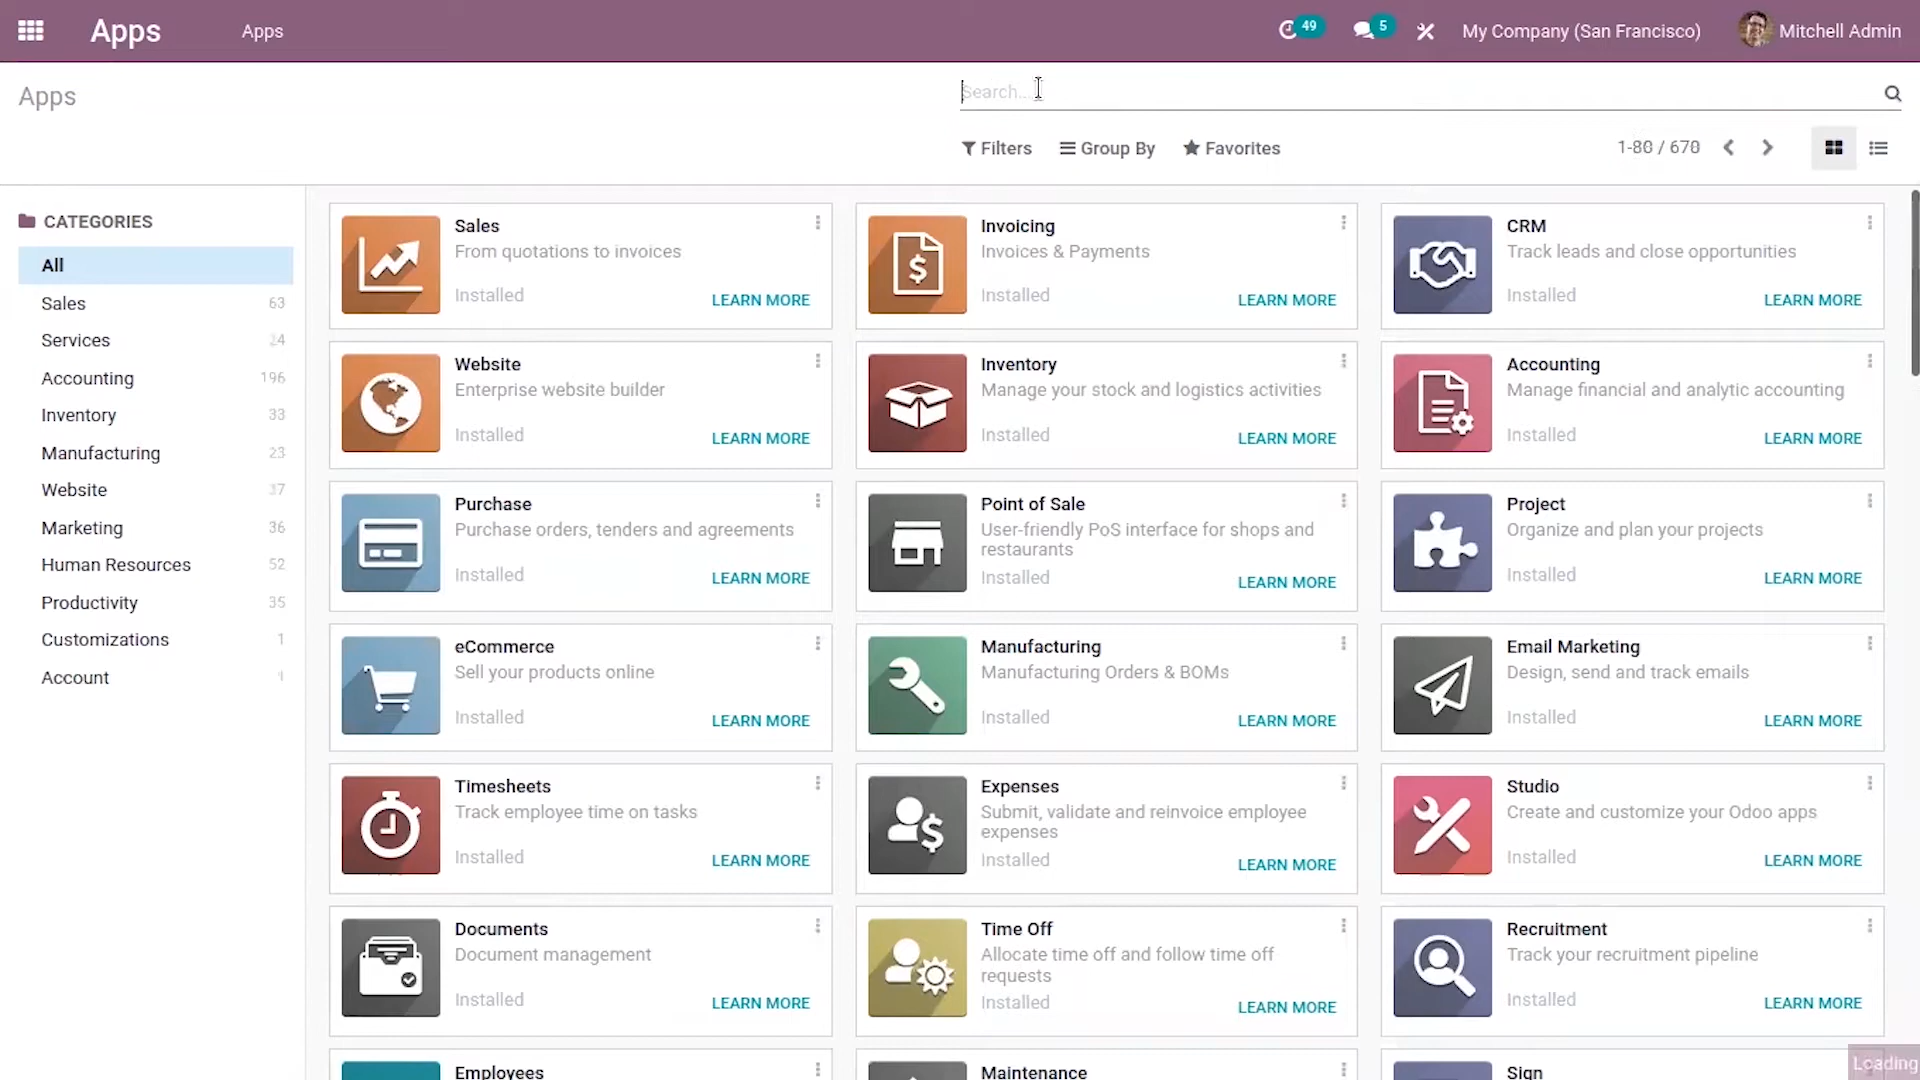 Apps
Apps
49
5
My Company (San Francisco)
Mitchell Admin
Apps
Search...
Filters
Group By
Favorites
1-80 / 670
CATEGORIES
All
Sales 63
Services 24
Accounting 196
Inventory 33
Manufacturing 23
Website
Marketing 36
Human Resources 52
Productivity 35
Customizations 1
Account 1
Sales
From quotations to invoices
Installed
LEARN MORE
Invoicing
Invoices & Payments
Installed
LEARN MORE
CRM
Track leads and close opportunities
Installed
LEARN MORE
Website
Enterprise website builder
Installed
LEARN MORE
Inventory
Manage your stock and logistics activities
Installed
LEARN MORE
Accounting
Manage financial and analytic accounting
Installed
LEARN MORE
Purchase
Purchase orders, tenders and agreements
Installed
LEARN MORE
Point of Sale
User-friendly PoS interface for shops and
restaurants
Installed
LEARN MORE
Project
Organize and plan your projects
Installed
LEARN MORE
eCommerce
Sell your products online
Installed
LEARN MORE
Manufacturing
Manufacturing Orders & BOMs
Installed
LEARN MORE
Email Marketing
Design, send and track emails
Installed
LEARN MORE
Timesheets
Track employee time on tasks
Installed
LEARN MORE
Expenses
Submit, validate and reinvoice employee
expenses
Installed
LEARN MORE
Studio
Create and customize your Odoo apps
Installed
LEARN MORE
Documents
Document management
Installed
LEARN MORE
Time Off
Allocate time off and follow time off
requests
Installed
LEARN MORE
Recruitment
Track your recruitment pipeline
Installed
LEARN MORE
Employees
Maintenance
Sign
Loading